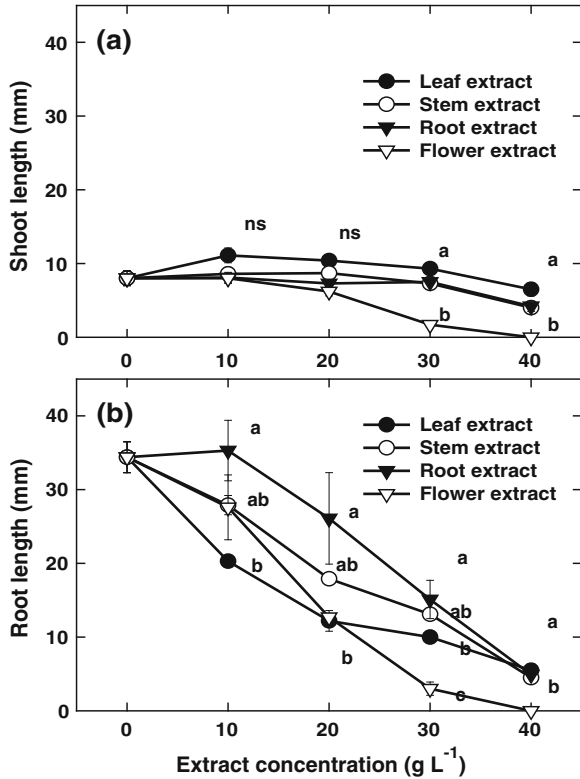 (a)
Shoot length (mm)
40
30
20
10
0
Leaf extract
Stem extract
Root extract
Flower extract
ns
ns
a
a
b
b
0 10 20 30 40
(b)
Root length (mm)
40
30
20
10
0
Leaf extract
Stem extract
Root extract
Flower extract
a
ab
b
a
ab
b
a
ab
b
c
a
b
0 10 20 30 40
Extract concentration (g L⁻¹)